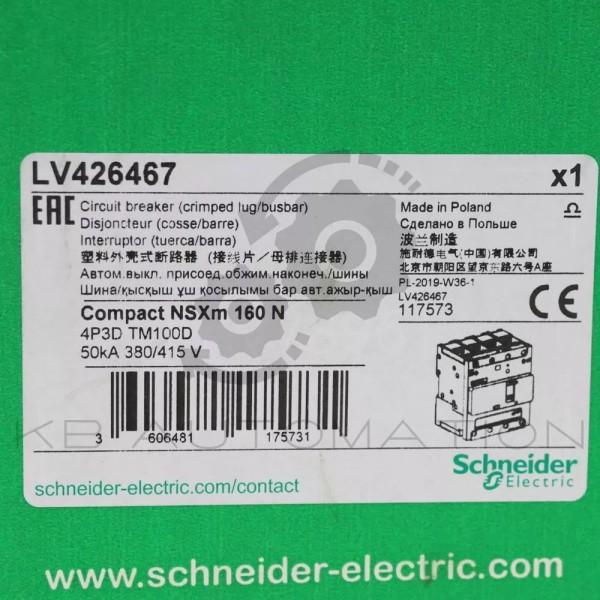 Schneider
Electric
LV426467
x1
EAC
Circuit breaker (crimped lug/busbar)
Disjoncteur (cosse/barre)
Interruptor (tuerca/barra)
塑料外壳式断路器 (接线片/母排连接器)
Автом.выкл. присоед.обжим.наконеч./шины
Шина/қысқыш ұш қосылымы бар авт.ажыр-қыш
Made in Poland
Сделано в Польше
波兰制造
施耐德电气(中国)有限公司
北京市朝阳区望京东路六号A座
PL-2019-W36-1
LV426467
117573
Compact NSXm 160 N
4P3D TM100D
50kA 380/415 V
3 606481 175731
KB AUTOMATION
schneider-electric.com/contact
Schneider
Electric
www.schneider-electric.com